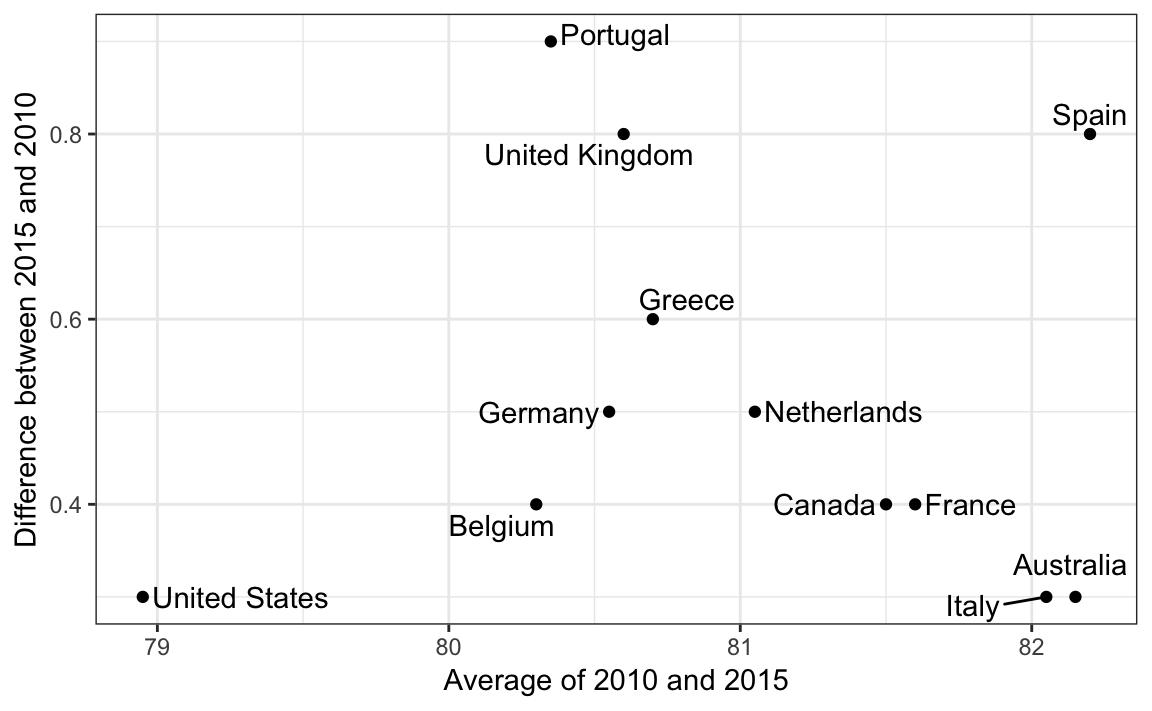 Portugal
Spain
United Kingdom
Greece
Germany
Netherlands
Canada
France
Belgium
Australia
United States
Italy
0.8
0.6
0.4
79
80
81
82
Average of 2010 and 2015
Difference between 2015 and 2010